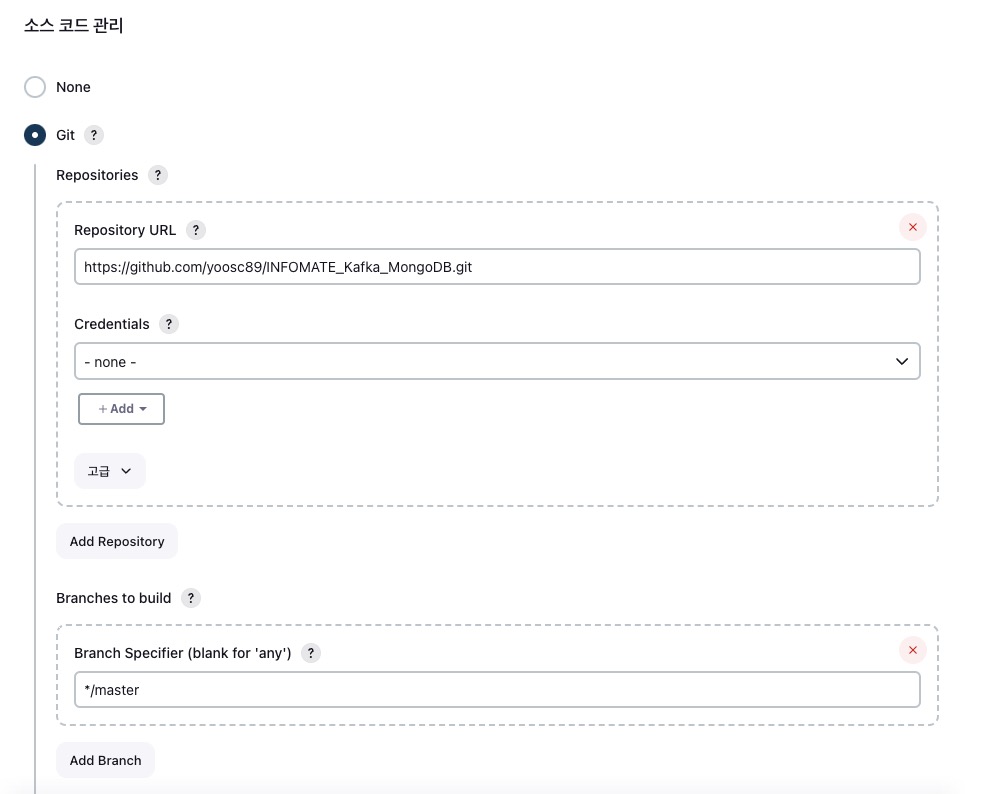 소스 코드 관리
None
Git ?
Repositories ?
Repository URL ?
https://github.com/yoosc89/INFOMATE_Kafka_MongoDB.git
Credentials ?
- none -
+ Add
고급
Add Repository
Branches to build ?
Branch Specifier (blank for 'any') ?
*/master
Add Branch